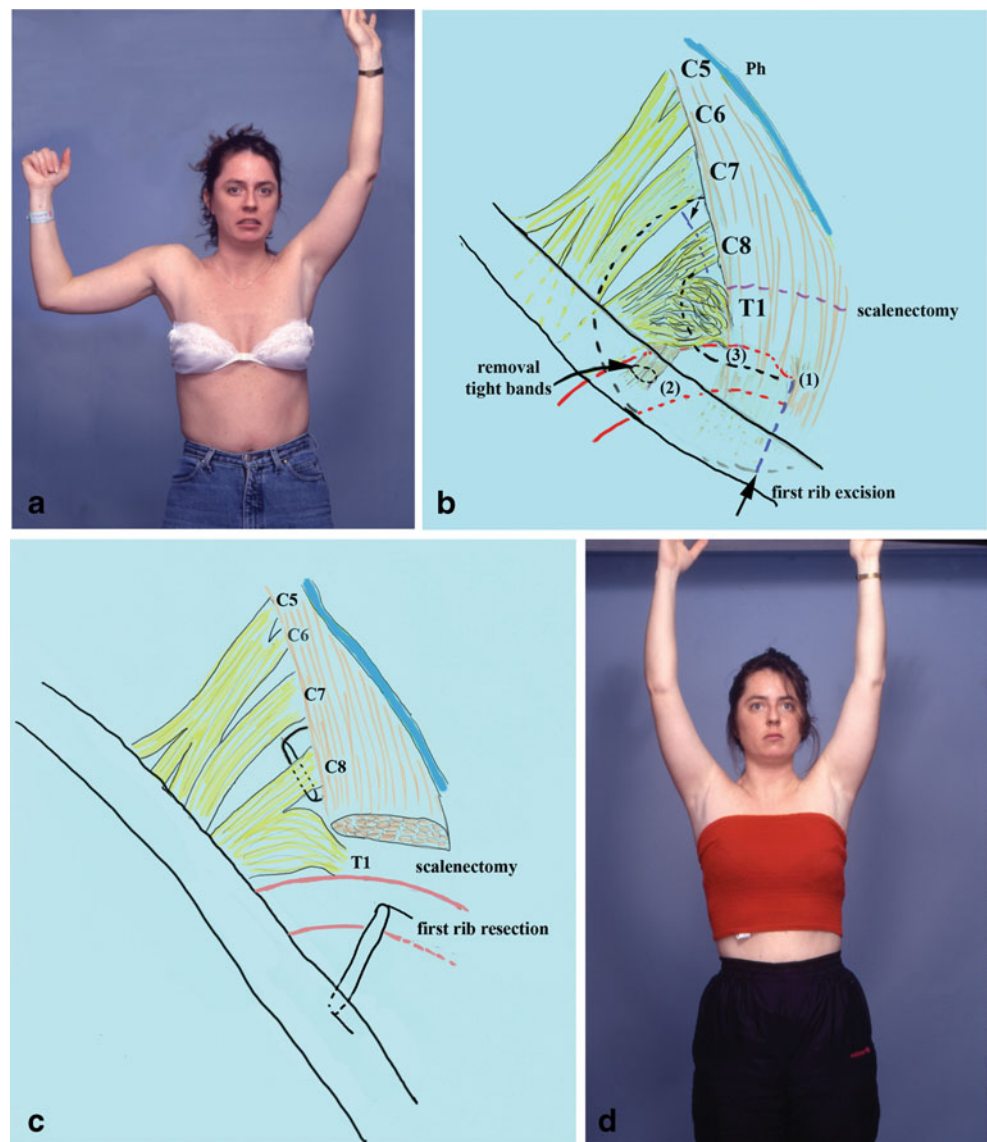 a
C5
Ph
C6
C7
C8
T1
scalenectomy
removal
tight bands
(3)
(1)
(2)
first rib excision
b
C5
C6
C7
C8
T1
scalenectomy
first rib resection
c
d